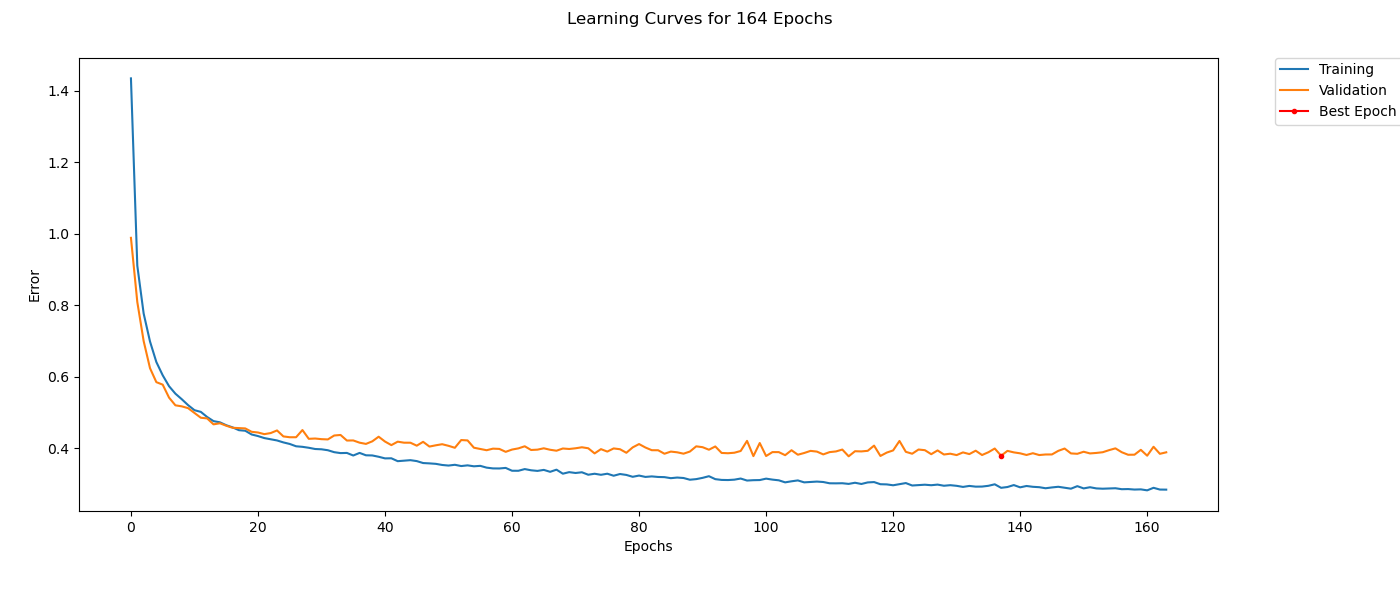 Learning Curves for 164 Epochs
Training
Validation
Best Epoch
1.4
1.2
1.0
0.8
0.6
0.4
Error
0 20 40 60 80 100 120 140 160
Epochs